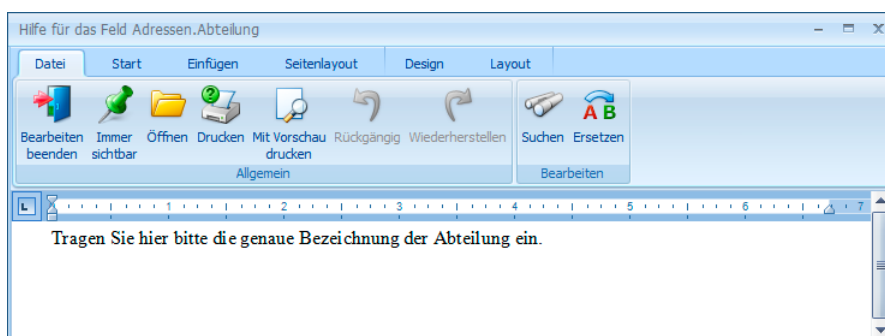 Hilfe für das Feld Adressen.Abteilung
Datei Start Einfügen Seitenlayout Design Layout
Bearbeiten beenden Immer sichtbar Öffnen Drucken Mit Vorschau drucken Rückgängig Wiederherstellen Suchen Ersetzen
Allgemein Bearbeiten
1 2 3 4 5 6 7
Tragen Sie hier bitte die genaue Bezeichnung der Abteilung ein.